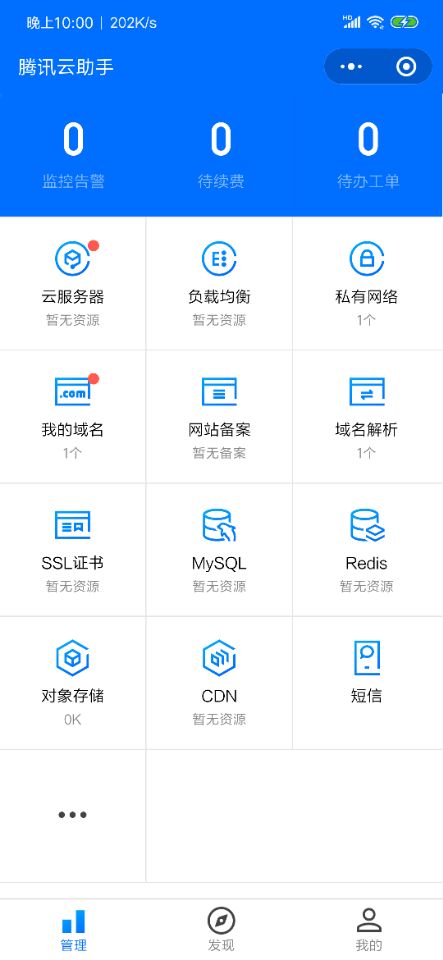 晚上10:00 | 202K/s
HD
腾讯云助手
0 0 0
监控告警 待续费 待办工单
云服务器 负载均衡 私有网络
暂无资源 暂无资源 1个
.com
我的域名 网站备案 域名解析
1个 暂无备案 1个
SSL证书 MySQL Redis
暂无资源 暂无资源 暂无资源
对象存储 CDN 短信
0K 暂无资源
管理 发现 我的